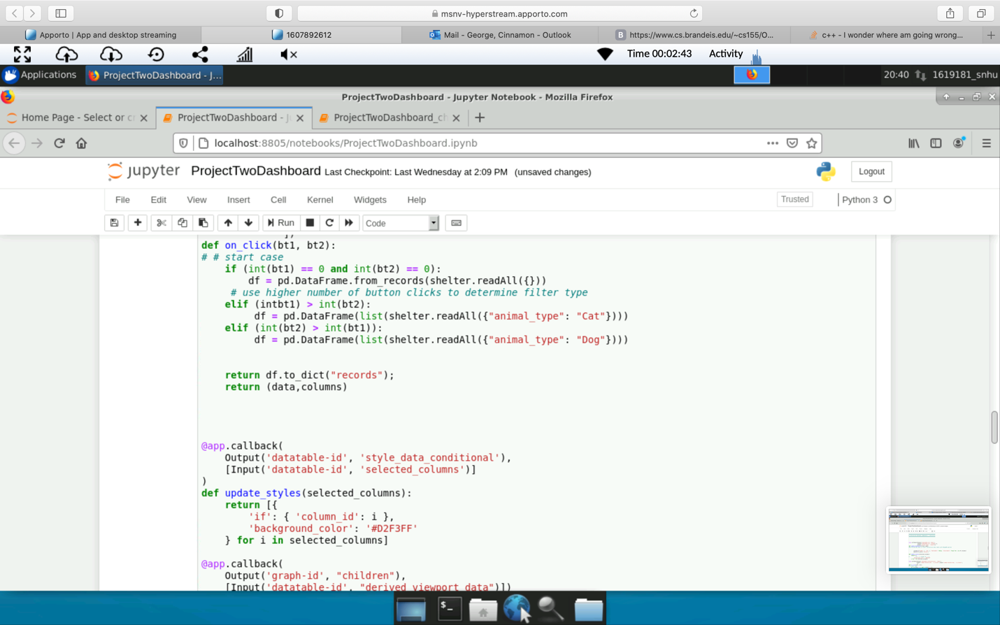 msnv-hyperstream.apporto.com
Apporto | App and desktop streaming
1607892612
Mail - George, Cinnamon - Outlook
B https://www.cs.brandeis.edu/~cs155/O...
c++ - I wonder where am going wrong...
Time 00:02:43 Activity
Applications
ProjectTwoDashboard - J...
20:40
1619181_snhu
ProjectTwoDashboard - Jupyter Notebook - Mozilla Firefox
Home Page - Select or c
ProjectTwoDashboard -
ProjectTwoDashboard_ch
localhost:8805/notebooks/ProjectTwoDashboard.ipynb
jupyter ProjectTwoDashboard Last Checkpoint: Last Wednesday at 2:09 PM (unsaved changes)
Logout
File Edit View Insert Cell Kernel Widgets Help
Trusted
Python 3
Run
Code
def on_click(bt1, bt2):
# # start case
if (int(bt1) == 0 and int(bt2) == 0):
df = pd.DataFrame.from_records(shelter.readAll({}))
# use higher number of button clicks to determine filter type
elif (intbt1) > int(bt2):
df = pd.DataFrame(list(shelter.readAll({"animal_type": "Cat"})))
elif (int(bt2) > int(bt1)):
df = pd.DataFrame(list(shelter.readAll({"animal_type": "Dog"})))
return df.to_dict("records");
return (data,columns)
@app.callback(
Output('datatable-id', 'style_data_conditional'),
[Input('datatable-id', 'selected_columns')]
)
def update_styles(selected_columns):
return [{
'if': { 'column_id': i },
'background_color': '#D2F3FF'
} for i in selected_columns]
@app.callback(
Output('graph-id', "children"),
[Input('datatable-id', "derived_viewport_data")])